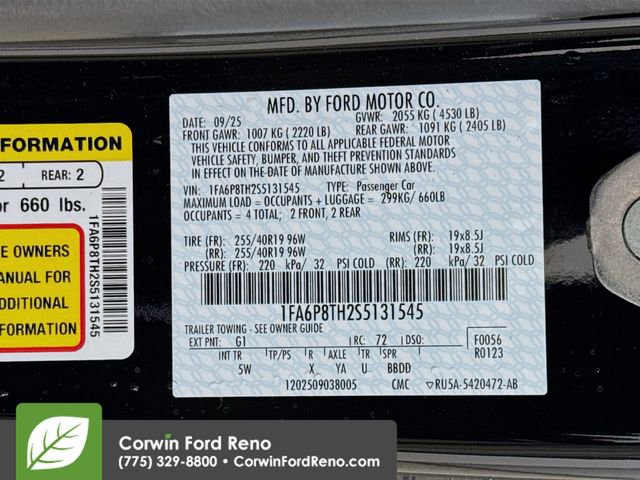 FORMATION
2
REAR: 2
or 660 lbs.
E OWNERS
MANUAL FOR
ADDITIONAL
NFORMATION
1FA6P8TH2S5131545
MFD. BY FORD MOTOR CO.
DATE: 09/25 GVWR: 2055 KG ( 4530 LB)
FRONT GAWR: 1007 KG ( 2220 LB) REAR GAWR: 1091 KG ( 2405 LB)
THIS VEHICLE CONFORMS TO ALL APPLICABLE FEDERAL MOTOR
VEHICLE SAFETY, BUMPER, AND THEFT PREVENTION STANDARDS
IN EFFECT ON THE DATE OF MANUFACTURE SHOWN ABOVE.
VIN: 1FA6P8TH2S5131545 TYPE: Passenger Car
MAXIMUM LOAD = OCCUPANTS + LUGGAGE = 299KG/ 660LB
OCCUPANTS = 4 TOTAL; 2 FRONT, 2 REAR
TIRE (FR): 255/40R19 96W RIMS (FR): 19x8.5J
(RR): 255/40R19 96W (RR): 19x8.5J
PRESSURE (FR): 220 kPa/ 32 PSI COLD (RR): 220 kPa/ 32 PSI COLD
1FA6P8TH2S5131545
TRAILER TOWING - SEE OWNER GUIDE
EXT PNT: G1 RC: 72 DSO: F0056
R0123
INT TR TP/PS R AXLE TR SPR
5W X YA U BBDD
1202509038005 CMC ▽RU5A-5420472-AB
Corwin Ford Reno
(775) 329-8800 • CorwinFordReno.com